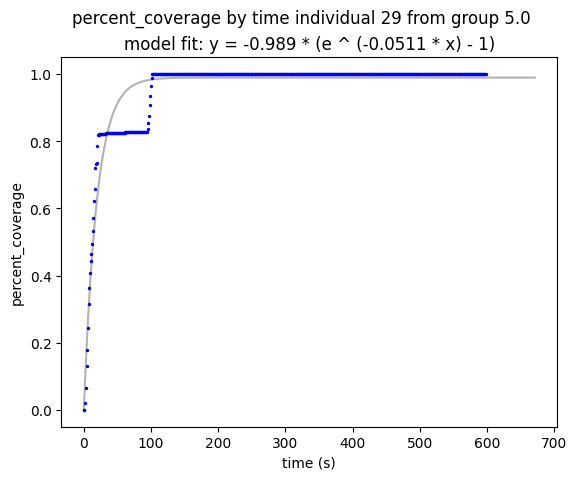 percent_coverage by time individual 29 from group 5.0
model fit: y = -0.989 * (e ^ (-0.0511 * x) - 1)
1.0
0.8
0.6
0.4
0.2
0.0
percent_coverage
0 100 200 300 400 500 600 700
time (s)